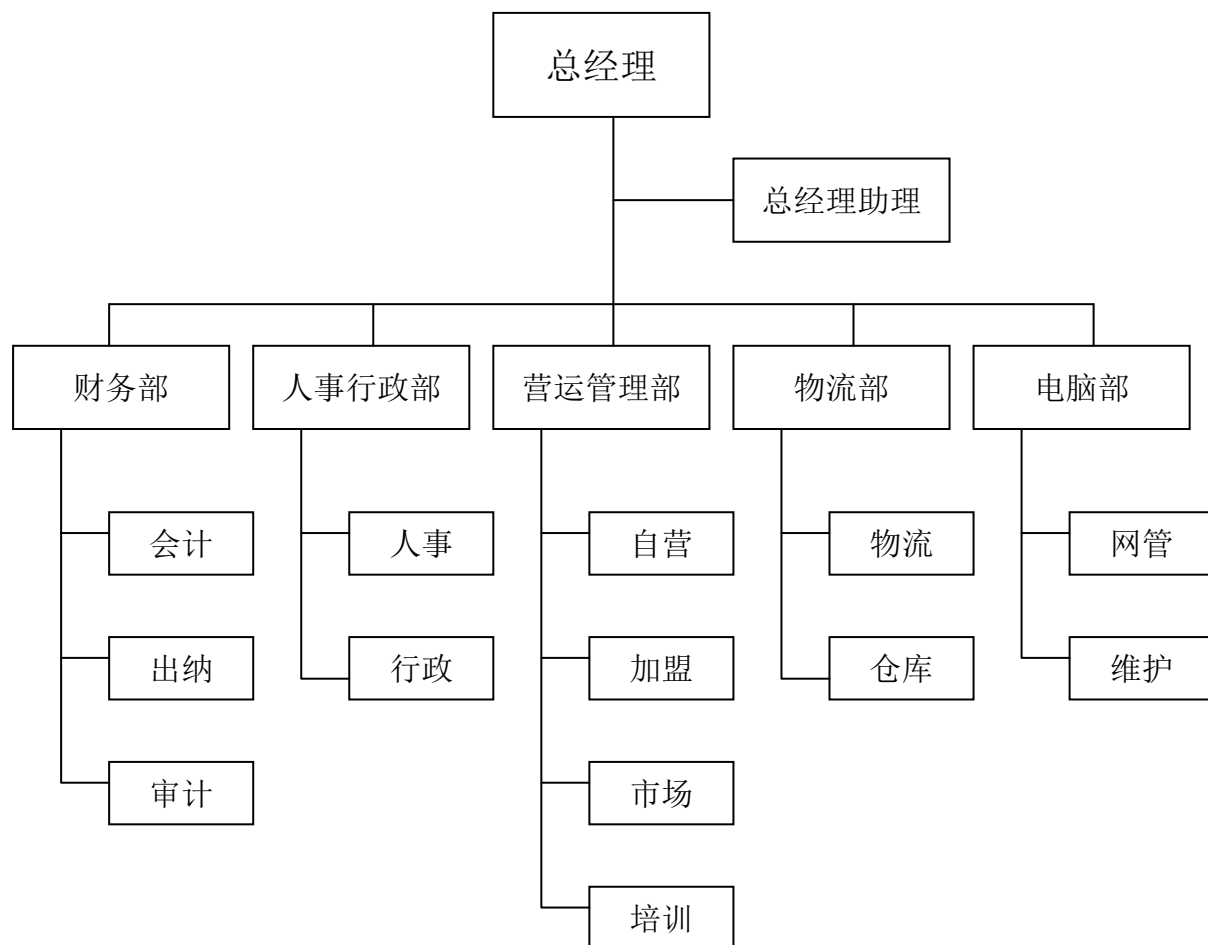 总经理
总经理助理
财务部
人事行政部
营运管理部
物流部
电脑部
会计
人事
自营
物流
网管
出纳
行政
加盟
仓库
维护
审计
市场
培训